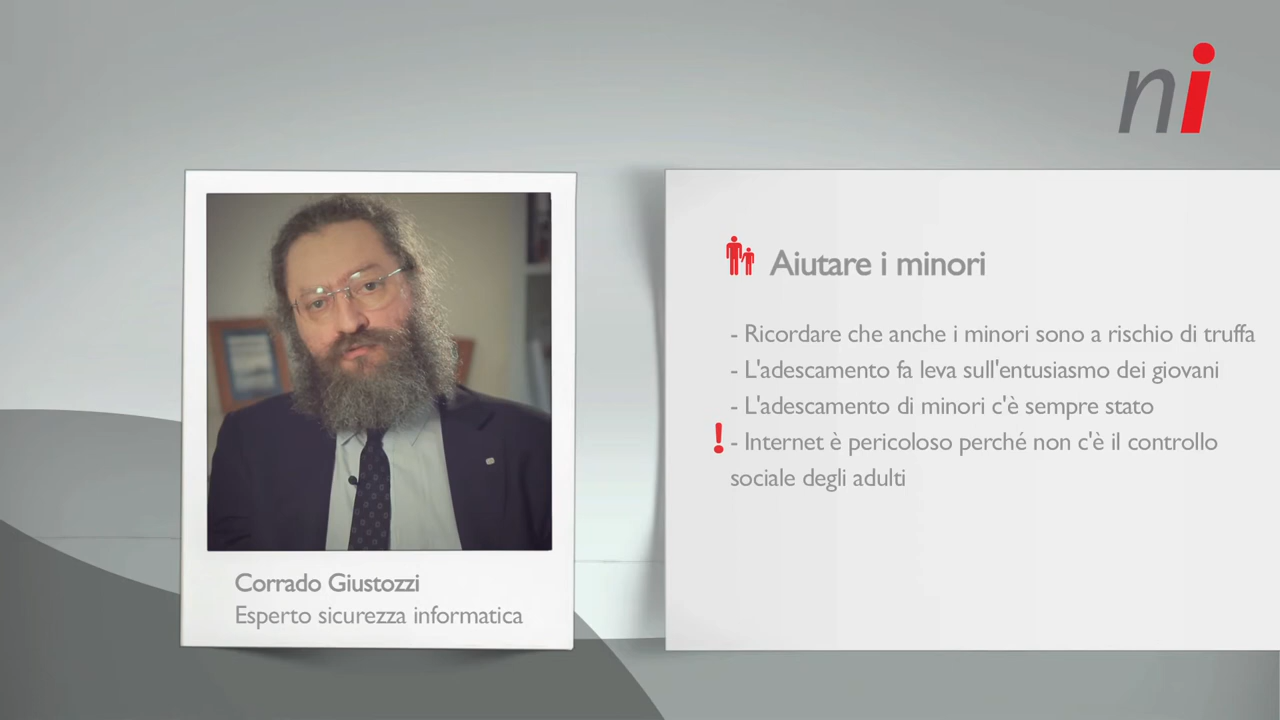 ni
Corrado Giustozzi
Esperto sicurezza informatica
Aiutare i minori
- Ricordare che anche i minori sono a rischio di truffa
- L'adescamento fa leva sull'entusiasmo dei giovani
- L'adescamento di minori c'è sempre stato
! - Internet è pericoloso perché non c'è il controllo
sociale degli adulti